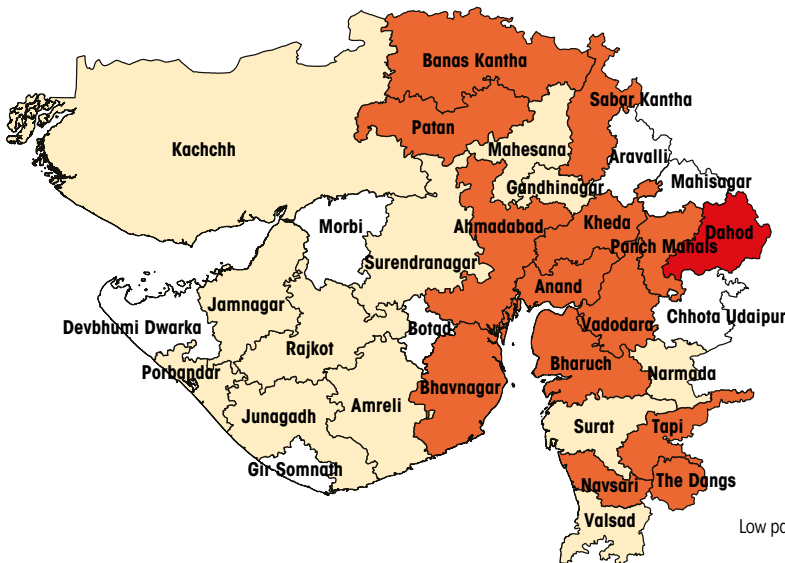 Banas Kantha
Sabar Kantha
Patan
Kachchh
Mahesana
Aravalli
Gandhinagar
Mahisagar
Morbi
Ahmadabad
Kheda
Dahod
Panch Mahals
Surendranagar
Anand
Jamnagar
Devbhumi Dwarka
Botad
Vadodara
Chhota Udaipur
Rajkot
Porbandar
Bharuch
Narmada
Bhavnagar
Amreli
Junagadh
Surat
Tapi
Gir Somnath
Navsari
The Dangs
Valsad
Low